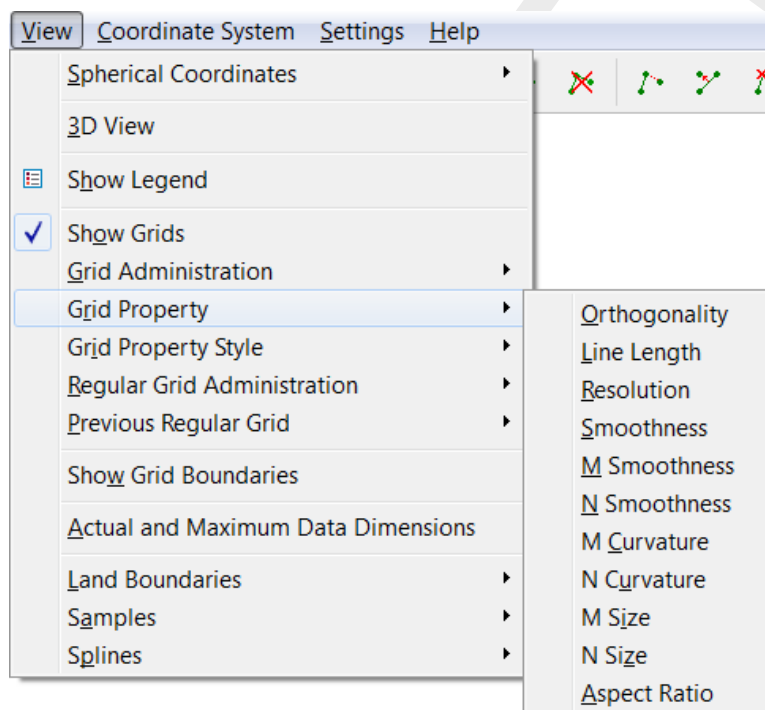 View Coordinate System Settings Help
Spherical Coordinates
3D View
Show Legend
Show Grids
Grid Administration
Grid Property
Grid Property Style
Regular Grid Administration
Previous Regular Grid
Show Grid Boundaries
Actual and Maximum Data Dimensions
Land Boundaries
Samples
Splines
Orthogonality
Line Length
Resolution
Smoothness
M Smoothness
N Smoothness
M Curvature
N Curvature
M Size
N Size
Aspect Ratio